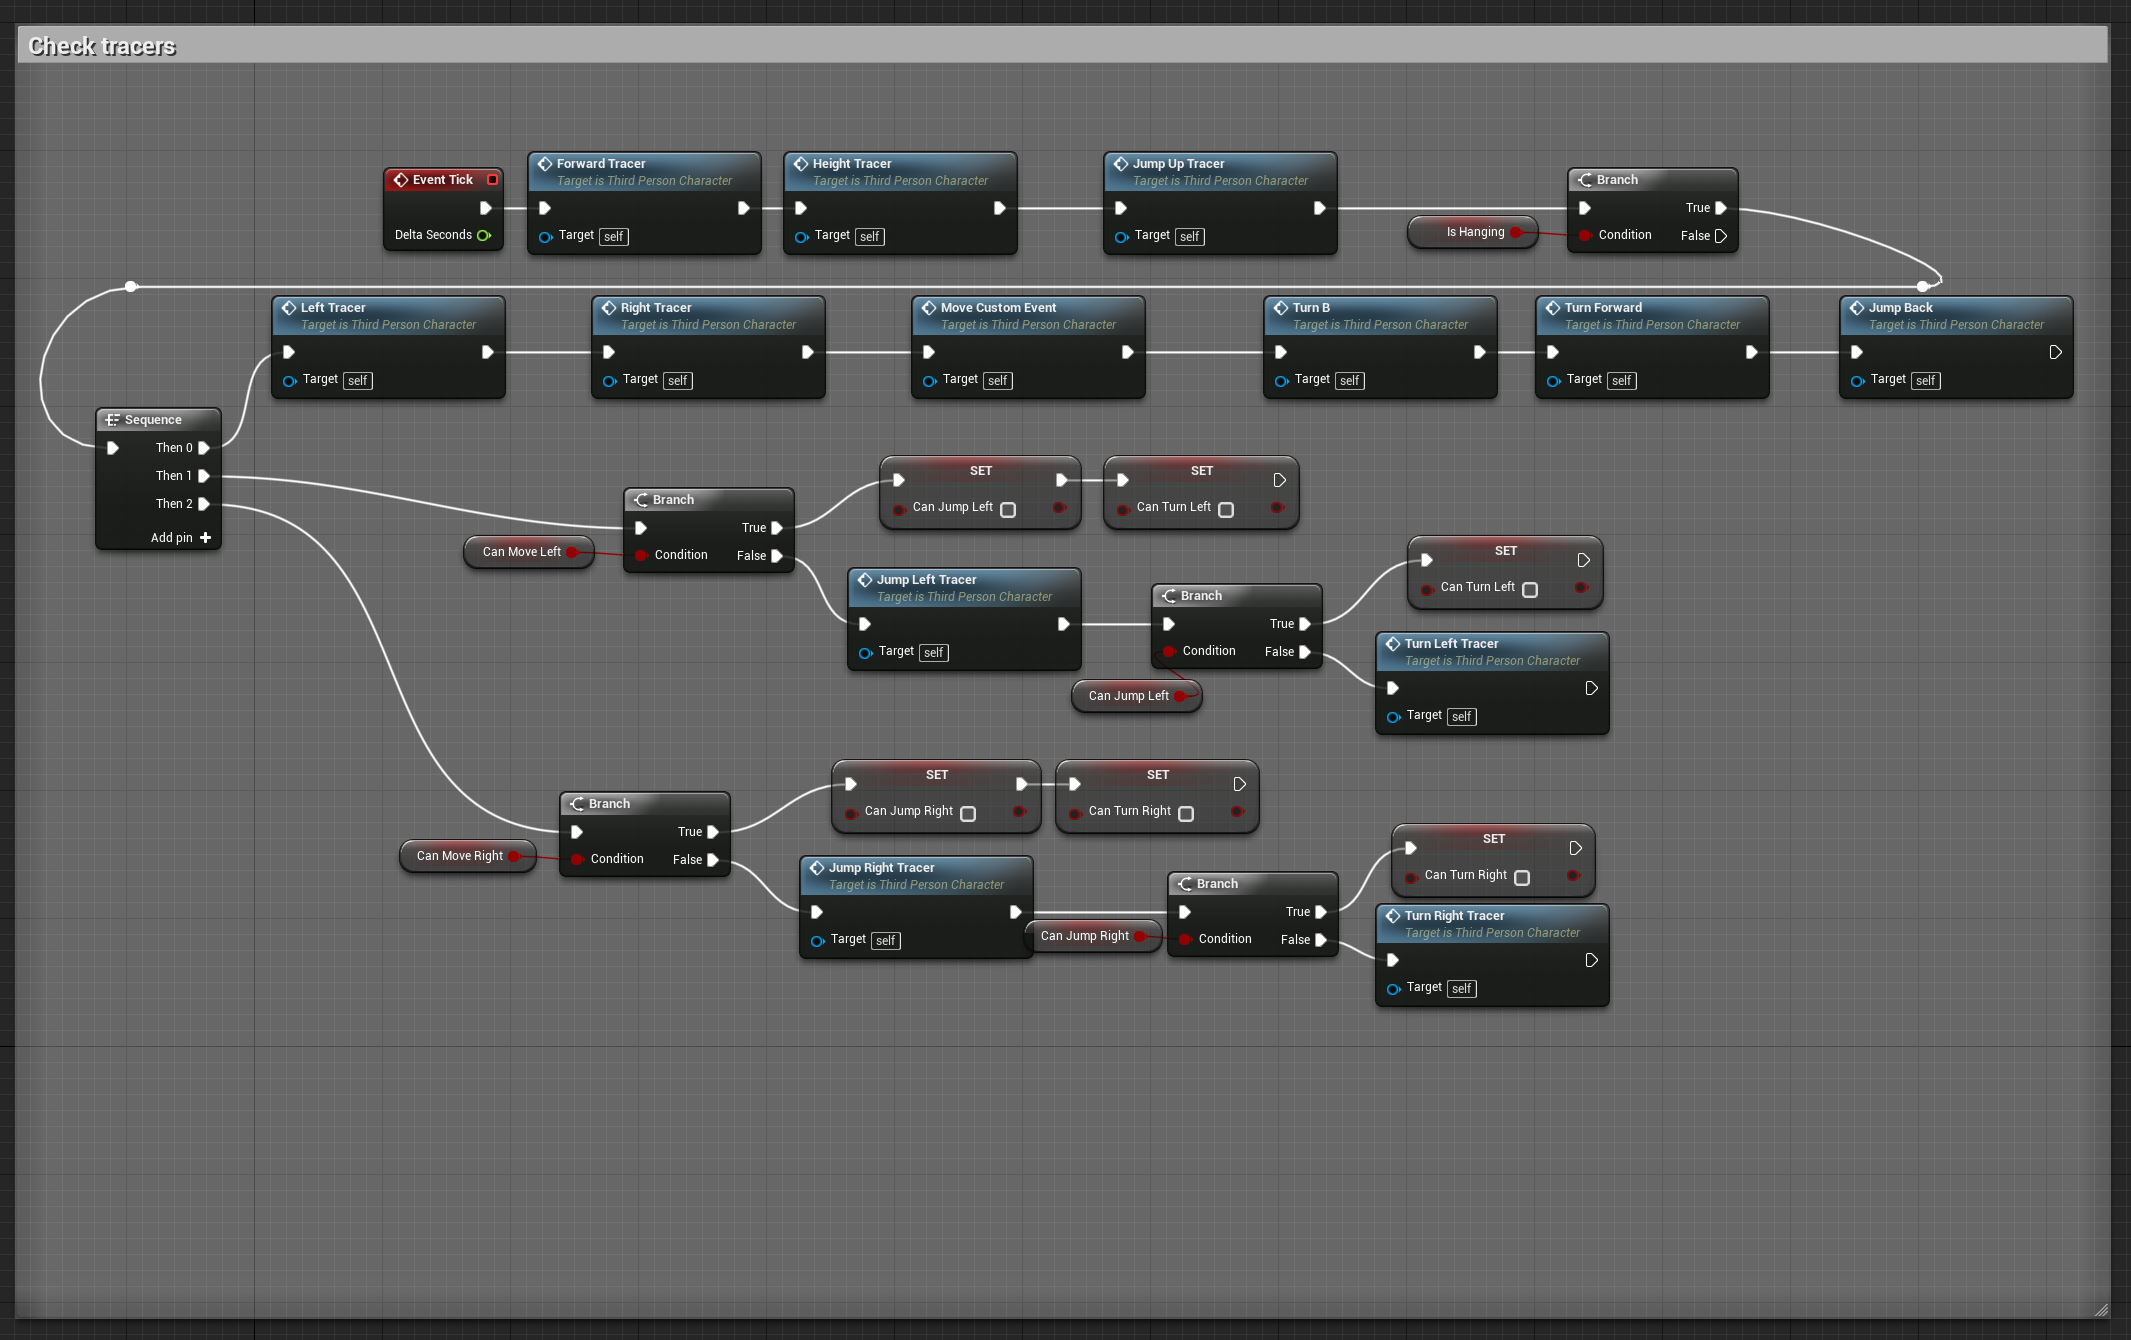 Check tracers
Event Tick
Delta Seconds
Forward Tracer
Target is Third Person Character
Target self
Height Tracer
Target is Third Person Character
Target self
Jump Up Tracer
Target is Third Person Character
Target self
Is Hanging
Branch
True
Condition
False
Left Tracer
Target is Third Person Character
Target self
Right Tracer
Target is Third Person Character
Target self
Move Custom Event
Target is Third Person Character
Target self
Turn B
Target is Third Person Character
Target self
Turn Forward
Target is Third Person Character
Target self
Jump Back
Target is Third Person Character
Target self
Sequence
Then 0
Then 1
Then 2
Add pin
Can Move Left
Branch
True
Condition
False
SET
Can Jump Left
SET
Can Turn Left
Jump Left Tracer
Target is Third Person Character
Target self
Can Jump Left
Branch
True
Condition
False
SET
Can Turn Left
Turn Left Tracer
Target is Third Person Character
Target self
Can Move Right
Branch
True
Condition
False
SET
Can Jump Right
SET
Can Turn Right
Jump Right Tracer
Target is Third Person Character
Target self
Can Jump Right
Branch
True
Condition
False
SET
Can Turn Right
Turn Right Tracer
Target is Third Person Character
Target self